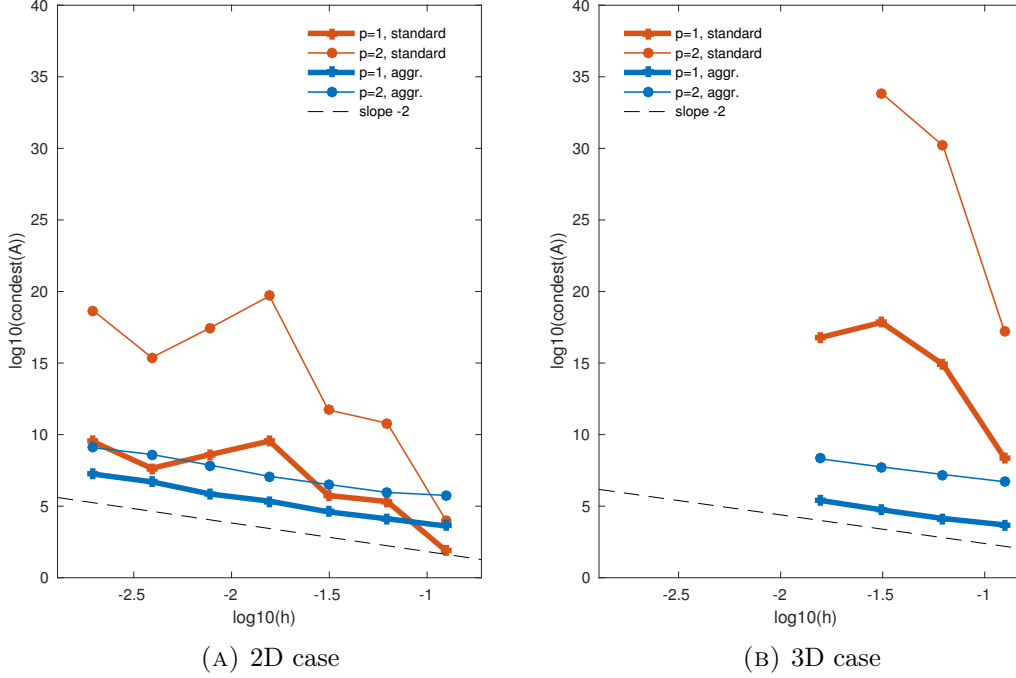 40
35
30
25
20
15
10
5
0
log10(condest(A))
p=1, standard
p=2, standard
p=1, aggr.
p=2, aggr.
slope -2
-2.5
-2
-1.5
-1
log10(h)
(A) 2D case
40
35
30
25
20
15
10
5
0
log10(condest(A))
p=1, standard
p=2, standard
p=1, aggr.
p=2, aggr.
slope -2
-2.5
-2
-1.5
-1
log10(h)
(B) 3D case